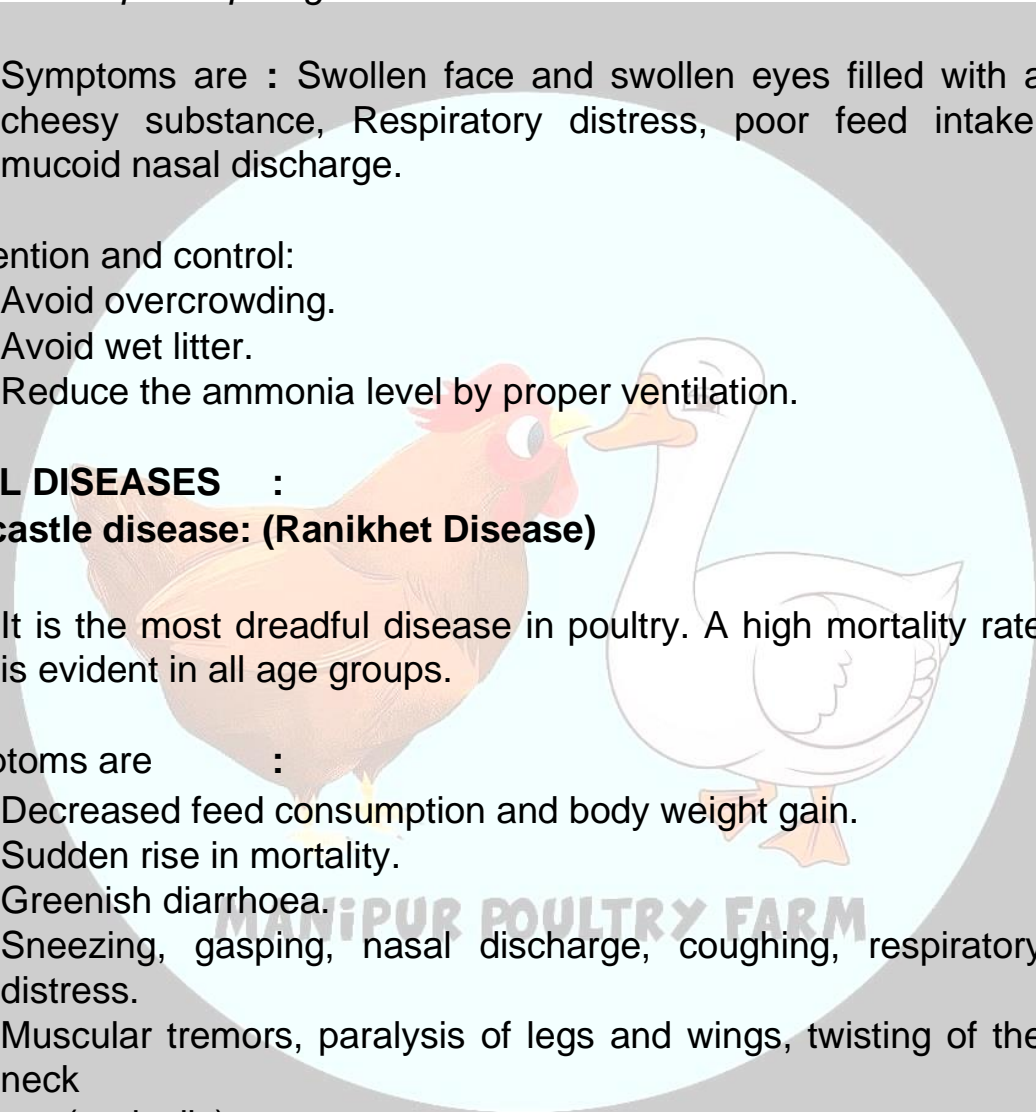 Symptoms are : Swollen face and swollen eyes filled with a
cheesy substance, Respiratory distress, poor feed intake
mucoid nasal discharge.
ention and control:
Avoid overcrowding.
Avoid wet litter.
Reduce the ammonia level by proper ventilation.
L DISEASES :
castle disease: (Ranikhet Disease)
It is the most dreadful disease in poultry. A high mortality rate
is evident in all age groups.
ptoms are :
Decreased feed consumption and body weight gain.
Sudden rise in mortality.
Greenish diarrhoea.
MANIPUR POULTRY FARM
Sneezing, gasping, nasal discharge, coughing, respiratory
distress.
Muscular tremors, paralysis of legs and wings, twisting of the
neck